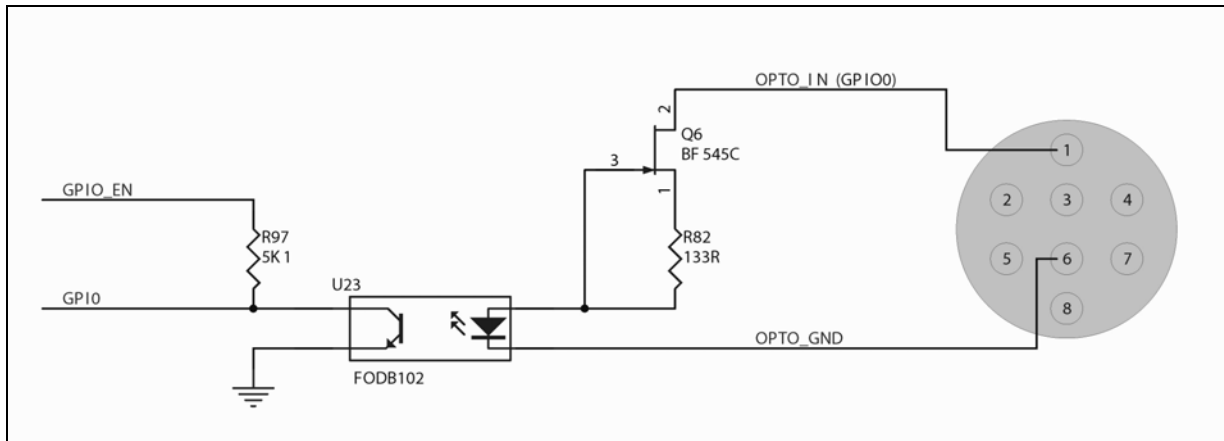 OPTO_IN (GPIO0)
2
Q6
BF 545C
3
1
1
GPIO_EN
2
3
4
R97
5K1
R82
133R
5
6
7
U23
GPI0
8
OPTO_GND
FODB102